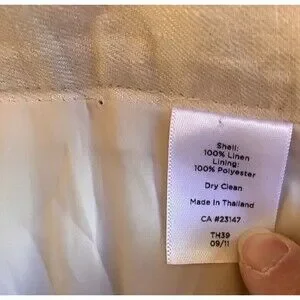 Shell:
100% Linen
Lining:
100% Polyester
Dry Clean
Made in Thailand
CA #23147
TH39
09/11